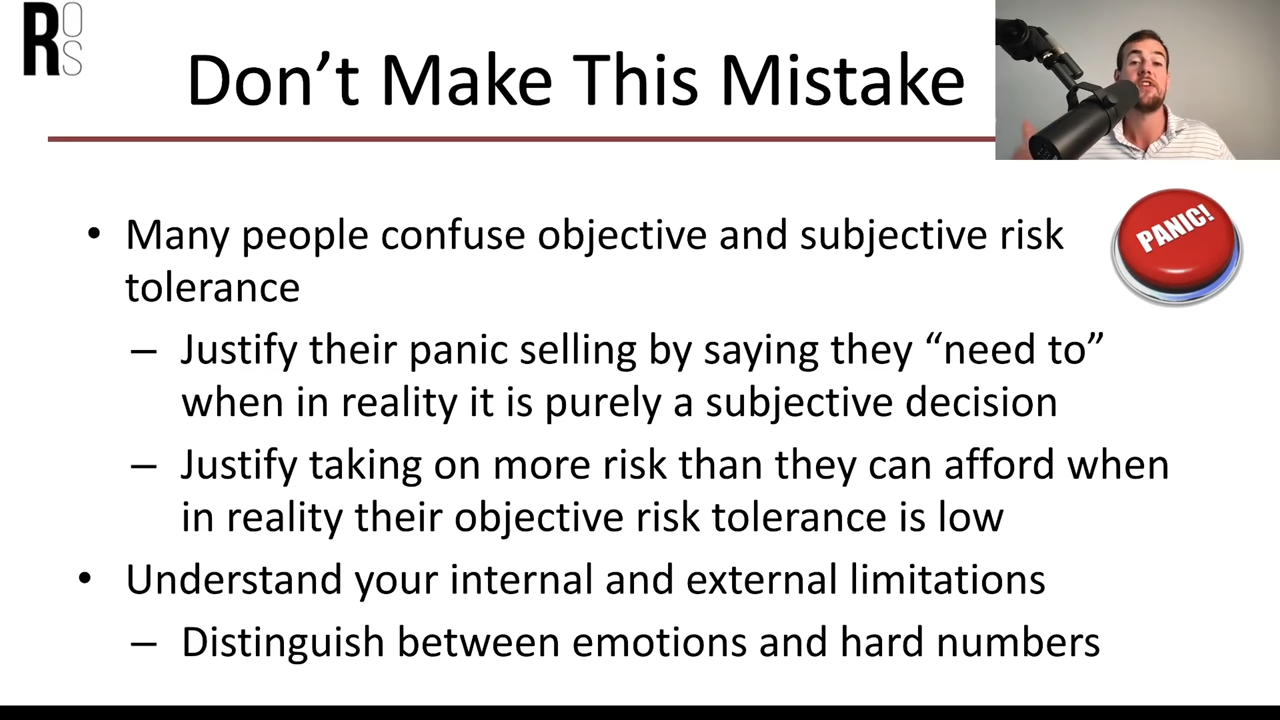 R
OS
Don't Make This Mistake
PANIC!
• Many people confuse objective and subjective risk
tolerance
– Justify their panic selling by saying they “need to”
when in reality it is purely a subjective decision
– Justify taking on more risk than they can afford when
in reality their objective risk tolerance is low
• Understand your internal and external limitations
– Distinguish between emotions and hard numbers